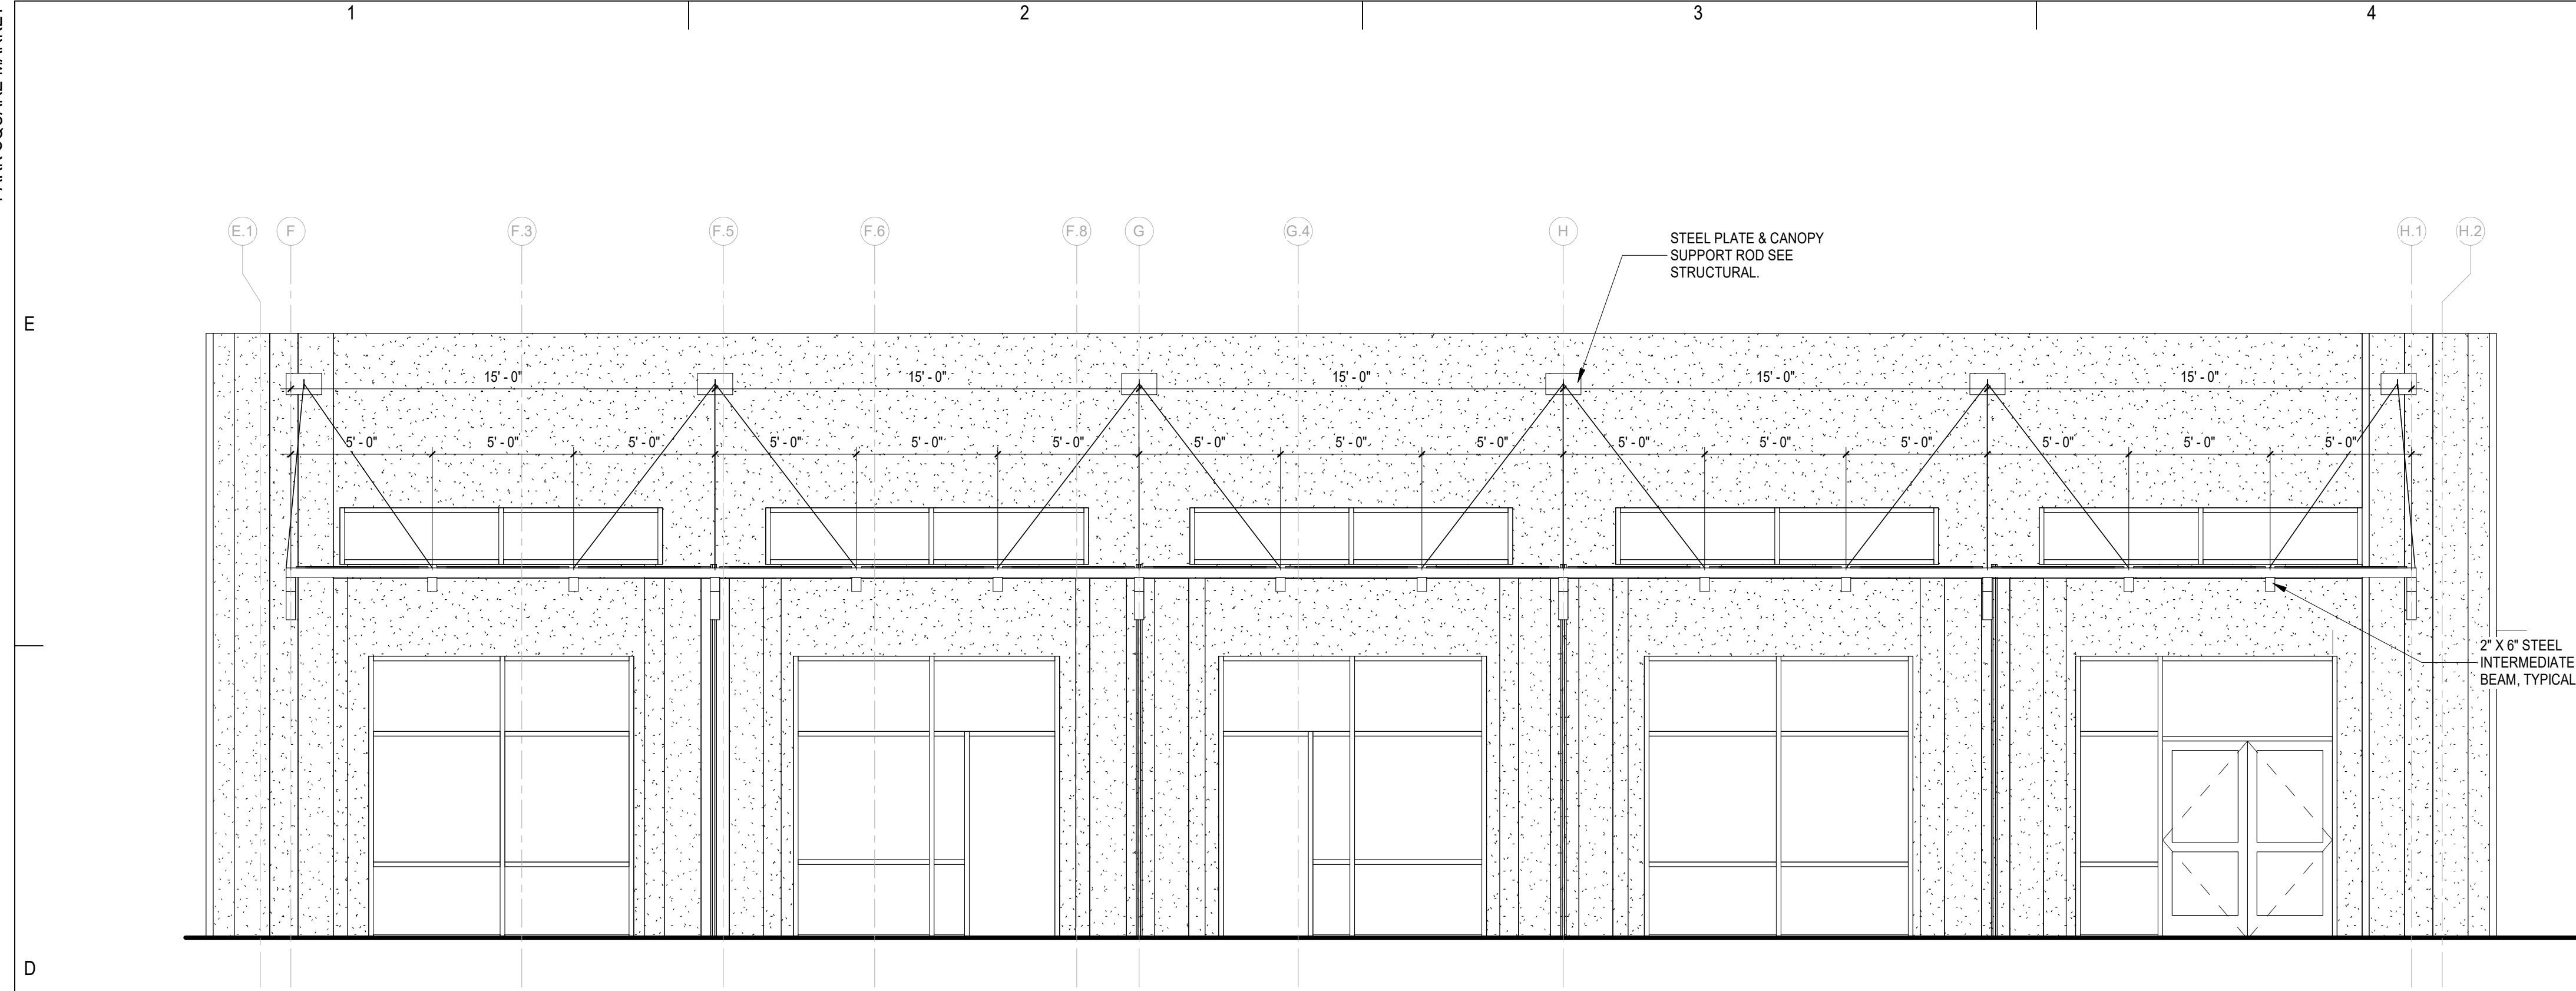 1 2 3 4
E.1 F F.3 F.5 F.6 F.8 G G.4 H H.1 H.2
STEEL PLATE & CANOPY
SUPPORT ROD SEE
STRUCTURAL.
E
15' - 0" 15' - 0" 15' - 0" 15' - 0" 15' - 0"
5' - 0" 5' - 0" 5' - 0" 5' - 0" 5' - 0" 5' - 0" 5' - 0" 5' - 0" 5' - 0" 5' - 0" 5' - 0" 5' - 0" 5' - 0" 5' - 0" 5' - 0"
2" X 6" STEEL
INTERMEDIATE
BEAM, TYPICAL
D